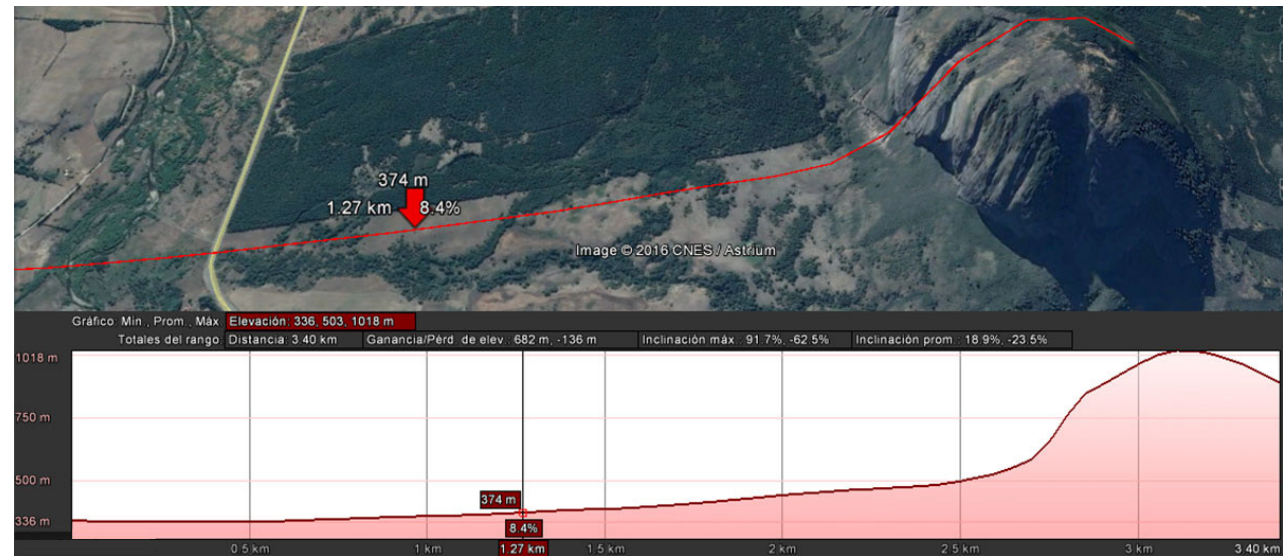 374 m
1.27 km 8.4%
Image © 2016 CNES / Astrium
Gráfico: Mín., Prom., Máx. Elevación: 336, 503, 1018 m
Totales del rango: Distancia: 3.40 km Ganancia/Pérd. de elev.: 682 m, -136 m Inclinación máx.: 91.7%, -62.5% Inclinación prom.: 18.9%, -23.5%
1018 m
750 m
500 m
374 m
336 m
8.4%
0.5 km 1 km 1.27 km 1.5 km 2 km 2.5 km 3 km 3.40 km